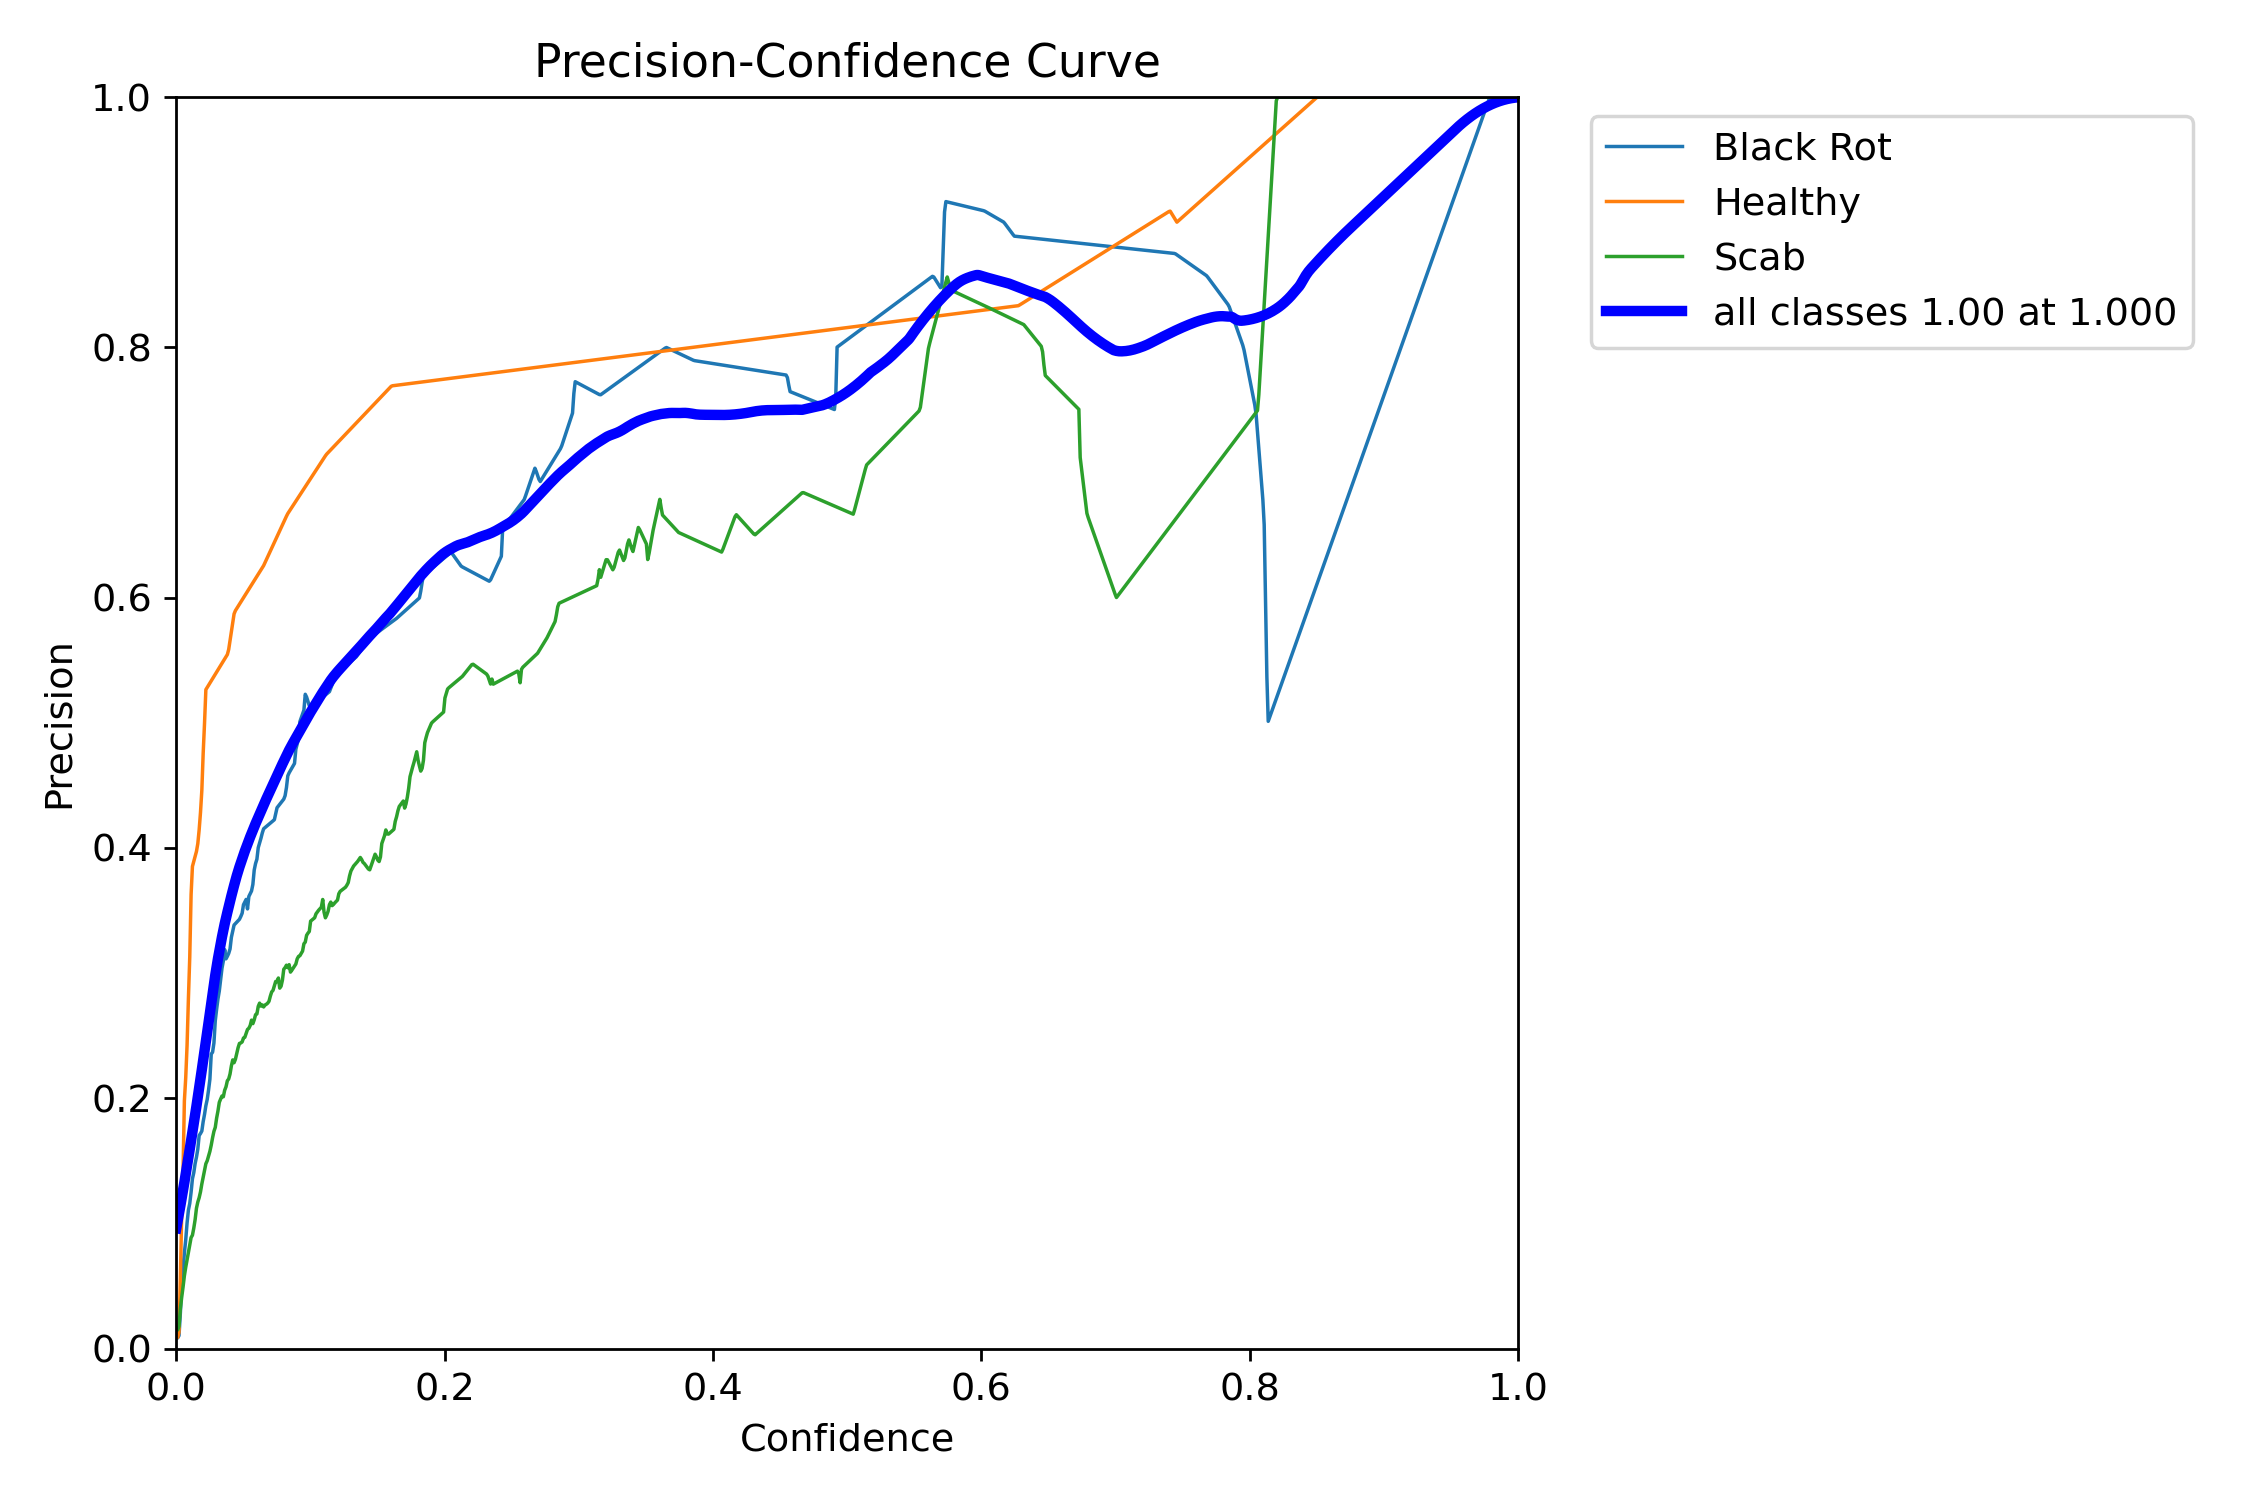 Precision-Confidence Curve
1.0
0.8
0.6
0.4
0.2
0.0
Precision
0.0 0.2 0.4 0.6 0.8 1.0
Confidence
Black Rot
Healthy
Scab
all classes 1.00 at 1.000